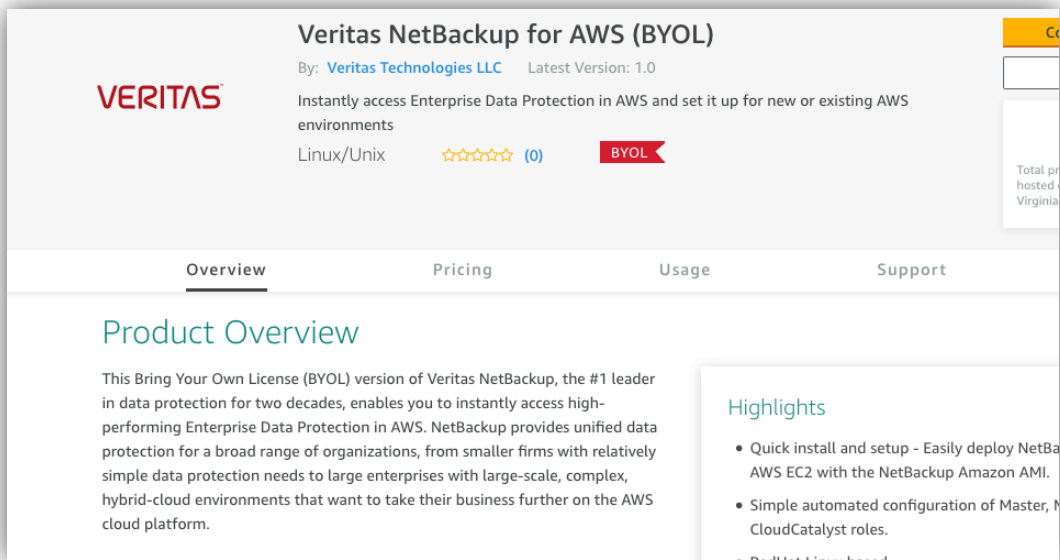 Veritas NetBackup for AWS (BYOL)
By: Veritas Technologies LLC Latest Version: 1.0
VERITAS
Instantly access Enterprise Data Protection in AWS and set it up for new or existing AWS
environments
Linux/Unix (0) BYOL
Total
hosted
Virginia
Overview Pricing Usage Support
Product Overview
This Bring Your Own License (BYOL) version of Veritas NetBackup, the #1 leader
in data protection for two decades, enables you to instantly access high-
performing Enterprise Data Protection in AWS. NetBackup provides unified data
protection for a broad range of organizations, from smaller firms with relatively
simple data protection needs to large enterprises with large-scale, complex,
hybrid-cloud environments that want to take their business further on the AWS
cloud platform.
Highlights
• Quick install and setup - Easily deploy NetBa
AWS EC2 with the NetBackup Amazon AMI.
• Simple automated configuration of Master,
CloudCatalyst roles.